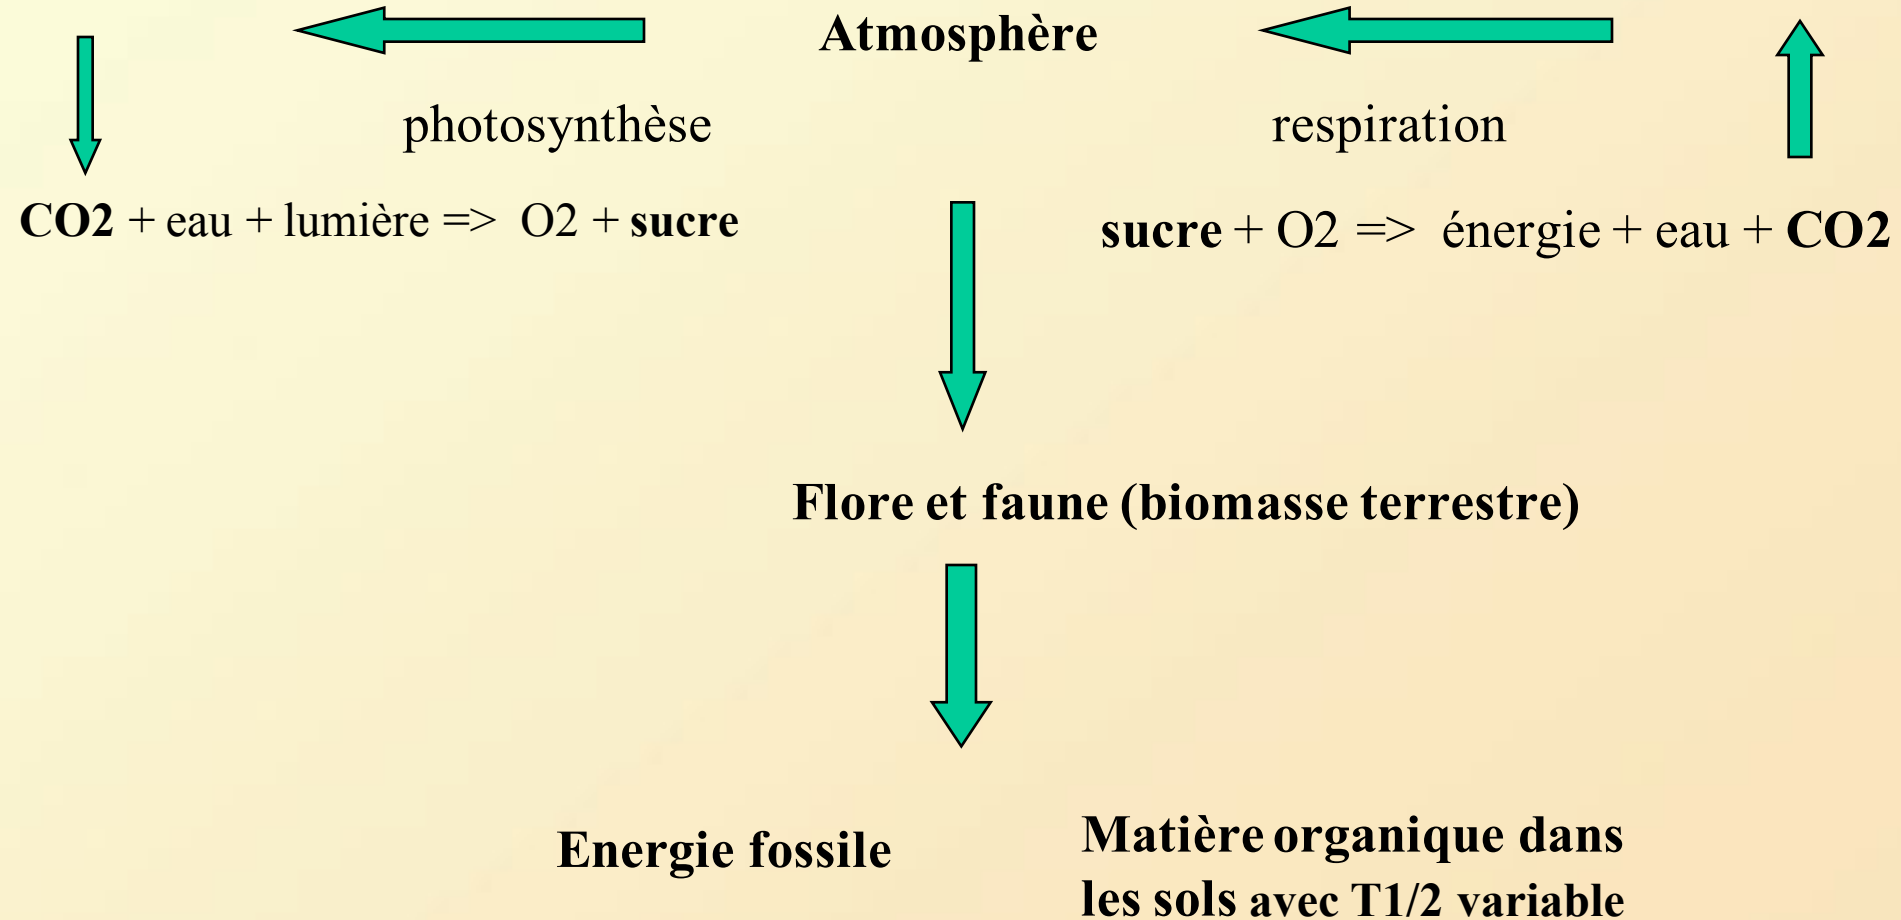 Atmosphère
photosynthèse
respiration
CO2 + eau + lumière => O2 + sucre
sucre + O2 => énergie + eau + CO2
Flore et faune (biomasse terrestre)
Energie fossile
Matière organique dans
les sols avec T1/2 variable